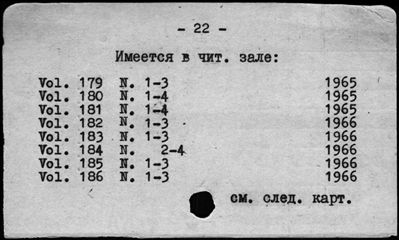 - 22 -
Имеется в чит. зале:
Vol. 179 N. 1-3 1965
Vol. 180 N. 1-4 1965
Vol. 181 N. 1-4 1965
Vol. 182 N. 1-3 1966
Vol. 183 N. 1-3 1966
Vol. 184 N. 2-4 1966
Vol. 185 N. 1-3 1966
Vol. 186 N. 1-3 1966
см. след. карт.